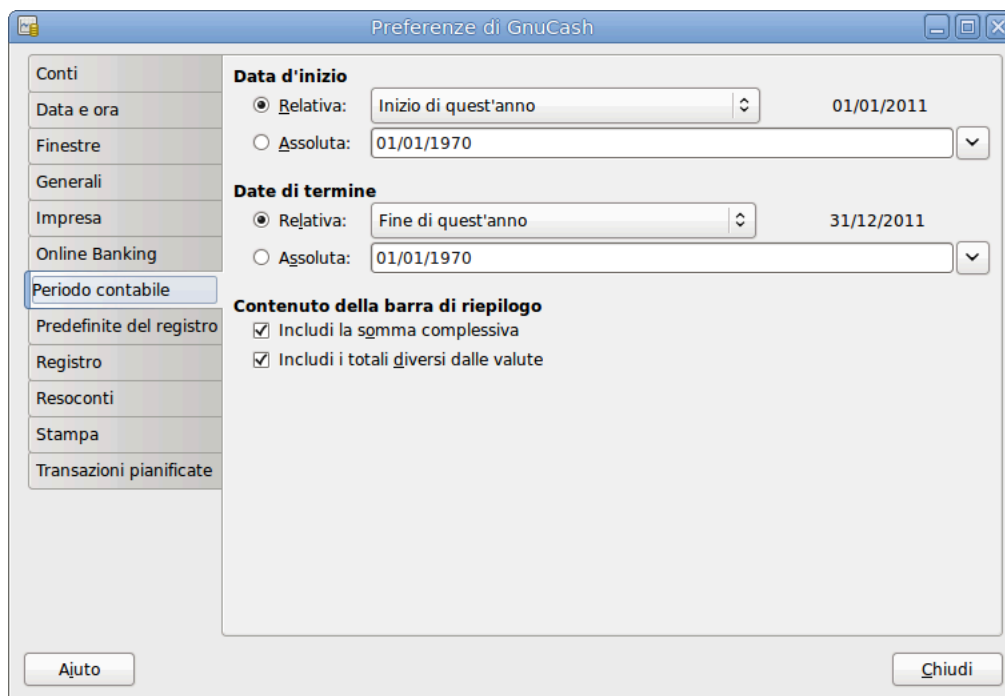 Preferenze di GnuCash
Conti
Data e ora
Finestre
Generali
Impresa
Online Banking
Periodo contabile
Predefinite del registro
Registro
Resoconti
Stampa
Transazioni pianificate
Data d'inizio
Relativa: Inizio di quest'anno 01/01/2011
Assoluta: 01/01/1970
Date di termine
Relativa: Fine di quest'anno 31/12/2011
Assoluta: 01/01/1970
Contenuto della barra di riepilogo
Includi la somma complessiva
Includi i totali diversi dalle valute
Aiuto
Chiudi